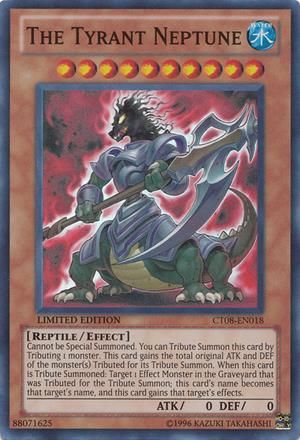 THE TYRANT NEPTUNE
WATER
水
LIMITED EDITION
CT08-EN018
[REPTILE / EFFECT]
Cannot be Special Summoned. You can Tribute Summon this card by
Tributing 1 monster. This card gains the total original ATK and DEF
of the monster(s) Tributed for its Tribute Summon. When this card
is Tribute Summoned: Target 1 Effect Monster in the Graveyard that
was Tributed for the Tribute Summon; this card's name becomes
that target's name, and this card gains that target's effects.
ATK/ 0 DEF/ 0
88071625
©1996 KAZUKI TAKAHASHI